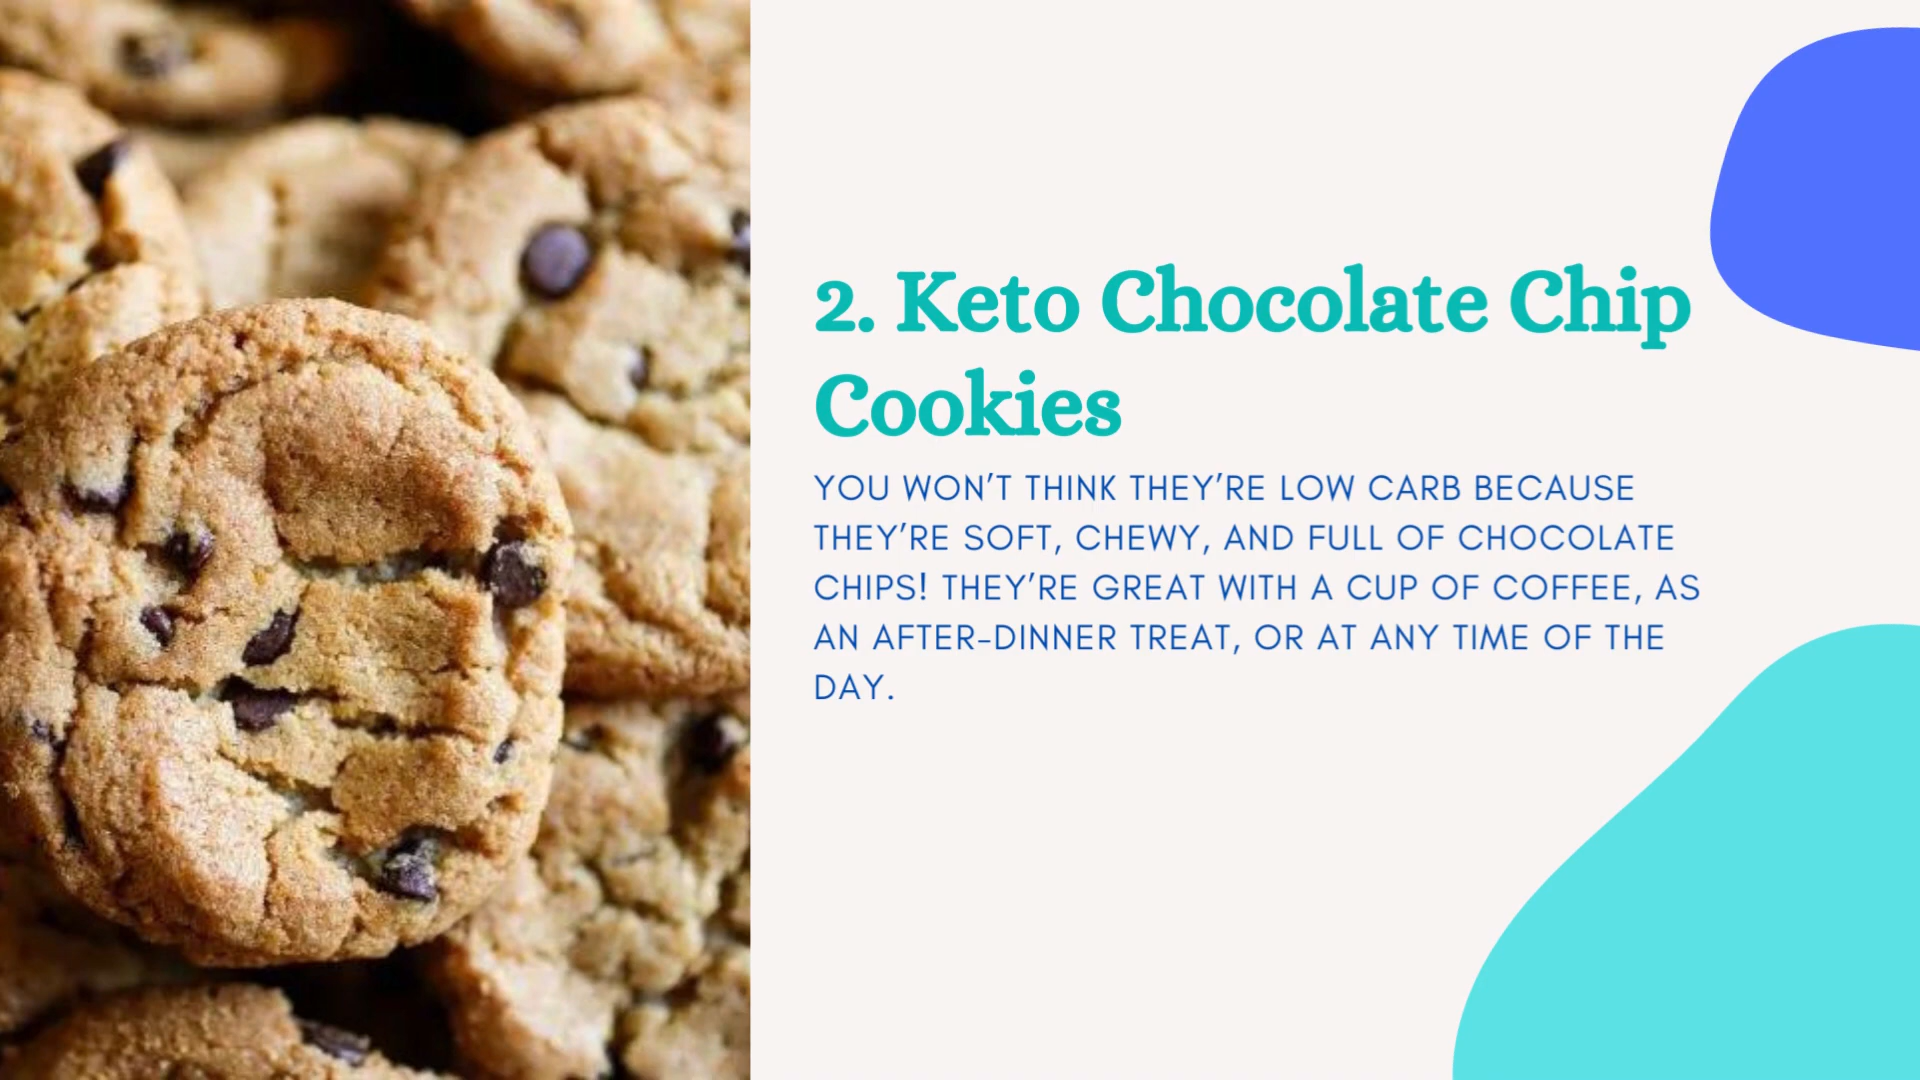 2. Keto Chocolate Chip
Cookies
YOU WON’T THINK THEY’RE LOW CARB BECAUSE
THEY’RE SOFT, CHEWY, AND FULL OF CHOCOLATE
CHIPS! THEY’RE GREAT WITH A CUP OF COFFEE, AS
AN AFTER-DINNER TREAT, OR AT ANY TIME OF THE
DAY.